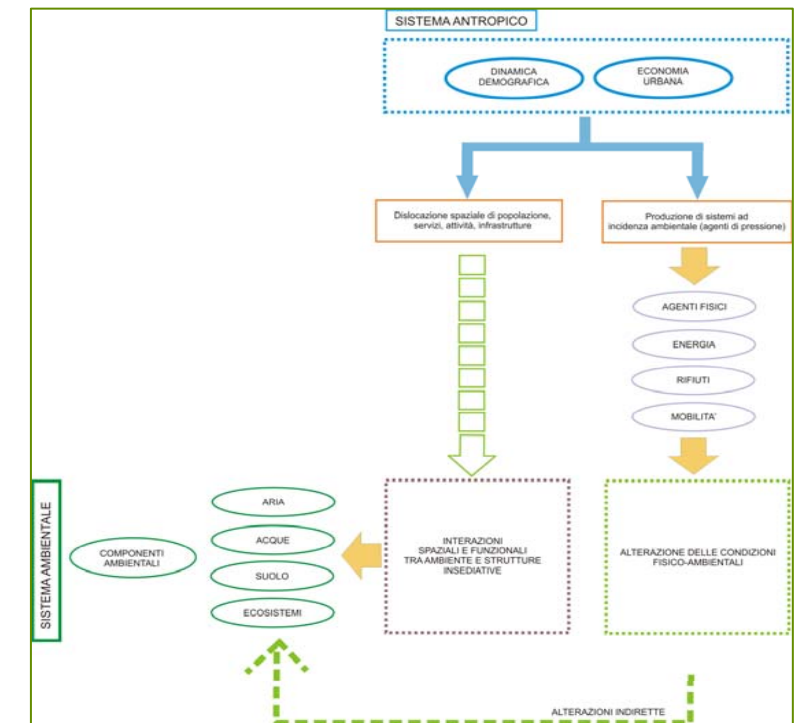 SISTEMA ANTROPICO
DINAMICA
DEMOGRAFICA
ECONOMIA
URBANA
Dislocazione spaziale di popolazione,
servizi, attività, infrastrutture
Produzione di sistemi ad
incidenza ambientale (agenti di pressione)
AGENTI FISICI
ENERGIA
RIFIUTI
MOBILITA'
SISTEMA AMBIENTALE
COMPONENTI
AMBIENTALI
ARIA
ACQUE
SUOLO
ECOSISTEMI
INTERAZIONI
SPAZIALI E FUNZIONALI
TRA AMBIENTE E STRUTTURE
INSEDIATIVE
ALTERAZIONE DELLE CONDIZIONI
FISICO-AMBIENTALI
ALTERAZIONI INDIRETTE